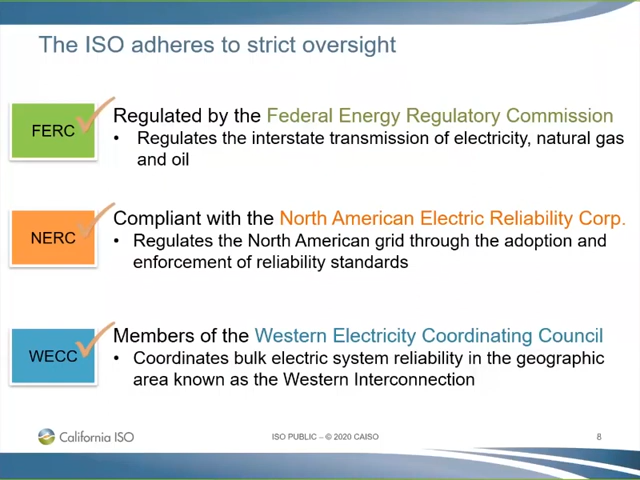 The ISO adheres to strict oversight
FERC
Regulated by the Federal Energy Regulatory Commission
• Regulates the interstate transmission of electricity, natural gas
and oil
NERC
Compliant with the North American Electric Reliability Corp.
• Regulates the North American grid through the adoption and
enforcement of reliability standards
WECC
Members of the Western Electricity Coordinating Council
• Coordinates bulk electric system reliability in the geographic
area known as the Western Interconnection
California ISO
ISO PUBLIC – © 2020 CAISO
8